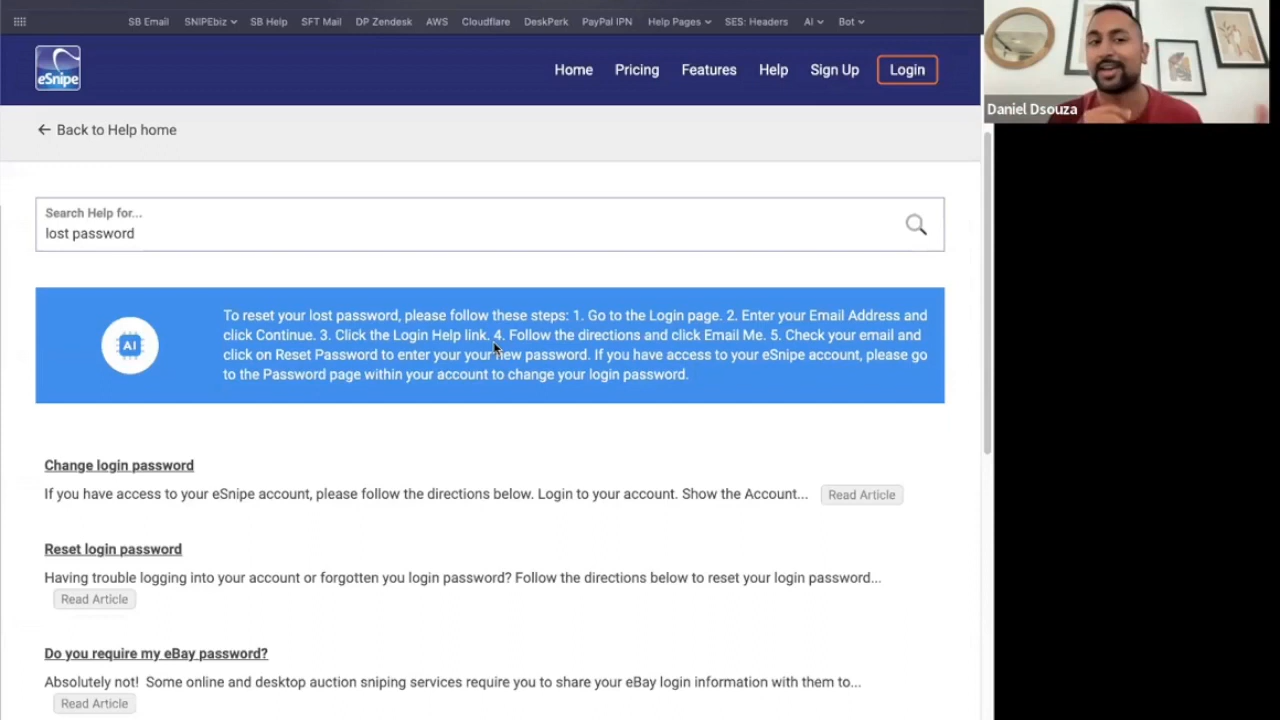 SB Email SNIPEbiz SB Help SFT Mail DP Zendesk AWS Cloudflare DeskPerk PayPal IPN Help Pages SES: Headers AI Bot
eSnipe
Home Pricing Features Help Sign Up Login
Daniel Dsouza
Back to Help home
Search Help for...
lost password
AI
To reset your lost password, please follow these steps: 1. Go to the Login page. 2. Enter your Email Address and
click Continue. 3. Click the Login Help link. 4. Follow the directions and click Email Me. 5. Check your email and
click on Reset Password to enter your your new password. If you have access to your eSnipe account, please go
to the Password page within your account to change your login password.
Change login password
If you have access to your eSnipe account, please follow the directions below. Login to your account. Show the Account... Read Article
Reset login password
Having trouble logging into your account or forgotten you login password? Follow the directions below to reset your login password...
Read Article
Do you require my eBay password?
Absolutely not! Some online and desktop auction sniping services require you to share your eBay login information with them to...
Read Article